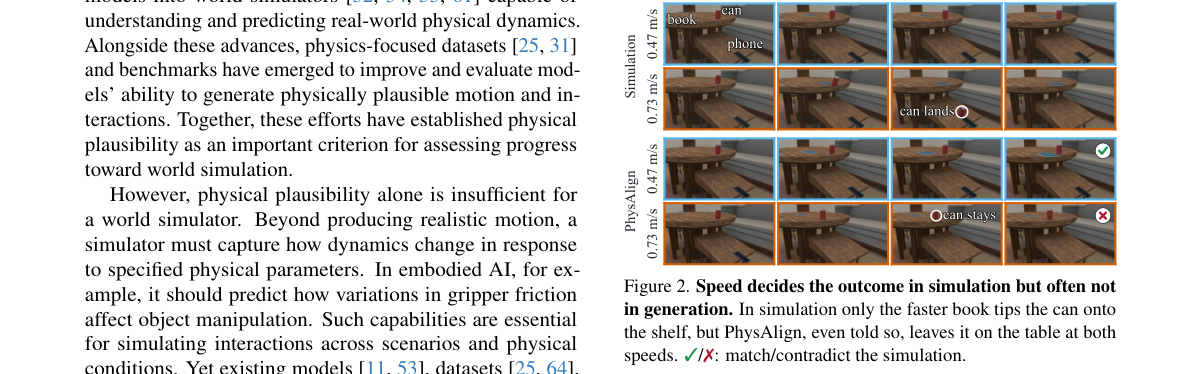 models into world simulators [52, 54, 55, 61] capable of
understanding and predicting real-world physical dynamics.
Alongside these advances, physics-focused datasets [25, 31]
and benchmarks have emerged to improve and evaluate mod-
els’ ability to generate physically plausible motion and in-
teractions. Together, these efforts have established physical
plausibility as an important criterion for assessing progress
toward world simulation.
However, physical plausibility alone is insufficient for
a world simulator. Beyond producing realistic motion, a
simulator must capture how dynamics change in response
to specified physical parameters. In embodied AI, for ex-
ample, it should predict how variations in gripper friction
affect object manipulation. Such capabilities are essential
for simulating interactions across scenarios and physical
conditions. Yet existing models [11, 53], datasets [25, 64],
Simulation
0.47 m/s
book
can
phone
0.73 m/s
can lands
PhysAlign
0.47 m/s
✓
0.73 m/s
can stays
✗
Figure 2. Speed decides the outcome in simulation but often not
in generation. In simulation only the faster book tips the can onto
the shelf, but PhysAlign, even told so, leaves it on the table at both
speeds. ✓/✗: match/contradict the simulation.